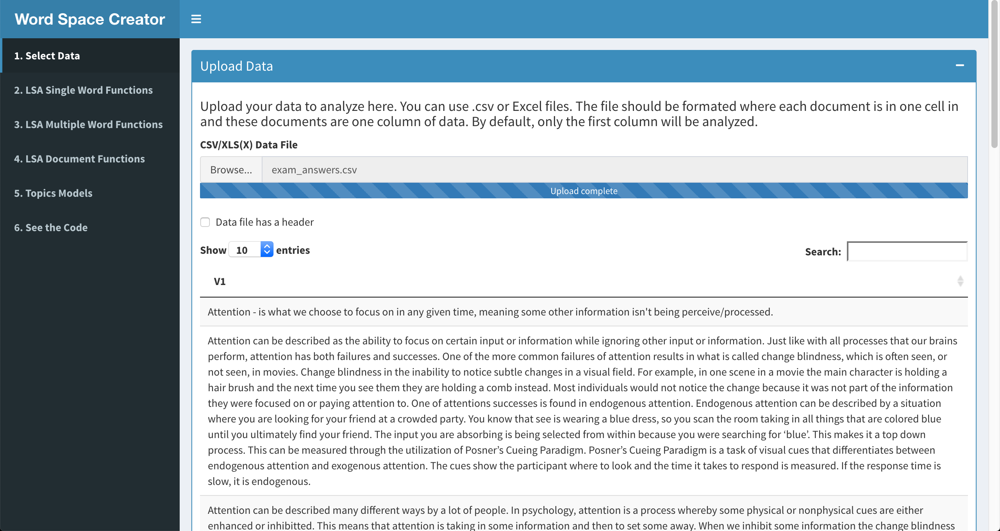 Word Space Creator
1. Select Data
2. LSA Single Word Functions
3. LSA Multiple Word Functions
4. LSA Document Functions
5. Topics Models
6. See the Code
Upload Data
Upload your data to analyze here. You can use .csv or Excel files. The file should be formated where each document is in one cell in
and these documents are one column of data. By default, only the first column will be analyzed.
CSV/XLS(X) Data File
Browse... exam_answers.csv
Upload complete
Data file has a header
Show 10 entries Search:
V1
Attention - is what we choose to focus on in any given time, meaning some other information isn't being perceive/processed.
Attention can be described as the ability to focus on certain input or information while ignoring other input or information. Just like with all processes that our brains
perform, attention has both failures and successes. One of the more common failures of attention results in what is called change blindness, which is often seen, or
not seen, in movies. Change blindness in the inability to notice subtle changes in a visual field. For example, in one scene in a movie the main character is holding a
hair brush and the next time you see them they are holding a comb instead. Most individuals would not notice the change because it was not part of the information
they were focused on or paying attention to. One of attentions successes is found in endogenous attention. Endogenous attention can be described by a situation
where you are looking for your friend at a crowded party. You know that see is wearing a blue dress, so you scan the room taking in all things that are colored blue
until you ultimately find your friend. The input you are absorbing is being selected from within because you were searching for ‘blue’. This makes it a top down
process. This can be measured through the utilization of Posner’s Cueing Paradigm. Posner’s Cueing Paradigm is a task of visual cues that differentiates between
endogenous attention and exogenous attention. The cues show the participant where to look and the time it takes to respond is measured. If the response time is
slow, it is endogenous.
Attention can be described many different ways by a lot of people. In psychology, attention is a process whereby some physical or nonphysical cues are either
enhanced or inhibitted. This means that attention is taking in some information and then to set some away. When we inhibit some information the change blindness